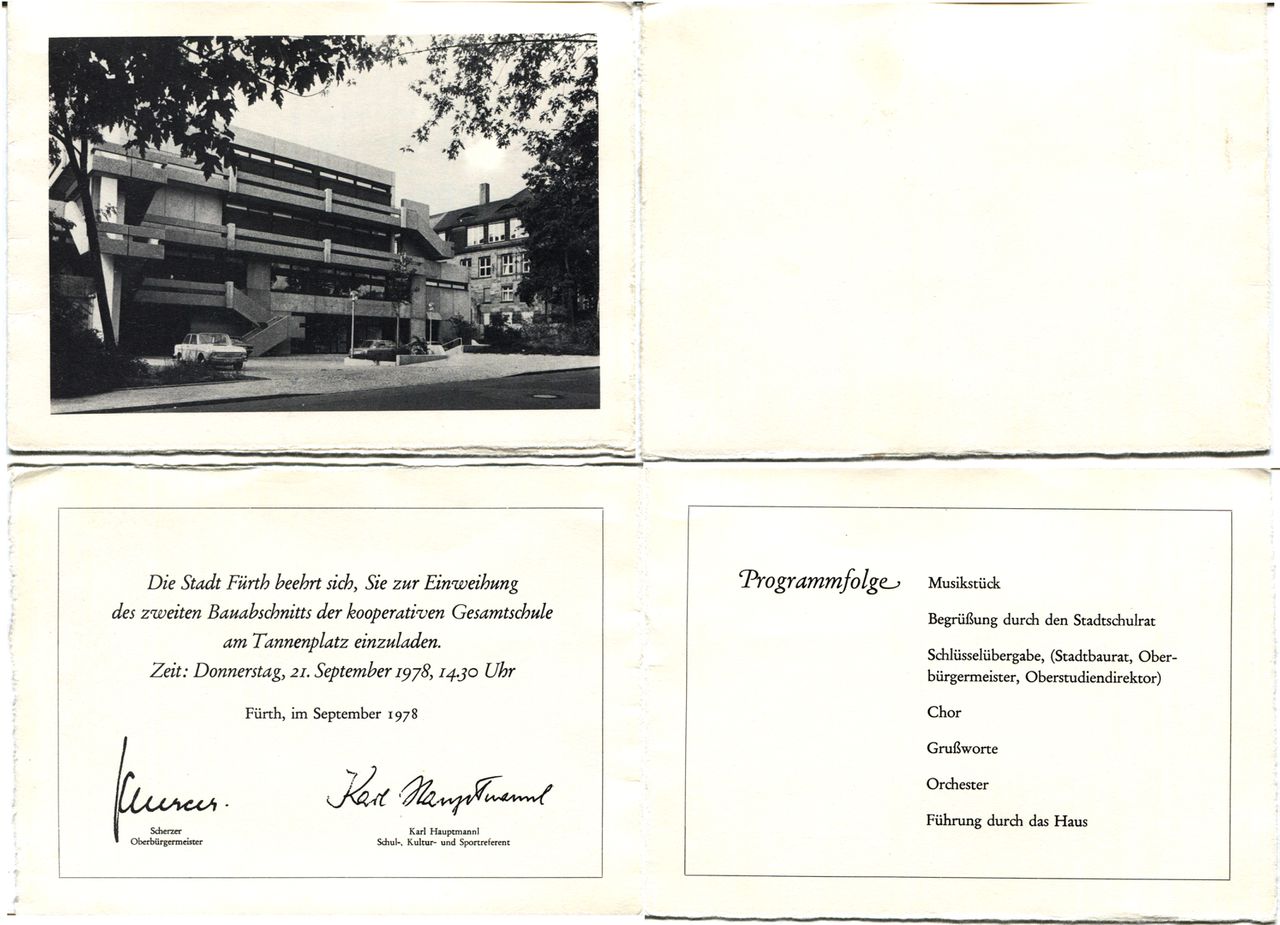 Die Stadt Fürth beehrt sich, Sie zur Einweihung
des zweiten Bauabschnitts der kooperativen Gesamtschule
am Tannenplatz einzuladen.
Zeit: Donnerstag, 21. September 1978, 14.30 Uhr
Fürth, im September 1978
Karl Hauptmannl
Scherzer
Oberbürgermeister
Karl Hauptmannl
Schul-, Kultur- und Sportreferent
Programmfolge
Musikstück
Begrüßung durch den Stadtschulrat
Schlüsselübergabe, (Stadtbaurat, Ober-
bürgermeister, Oberstudiendirektor)
Chor
Grußworte
Orchester
Führung durch das Haus